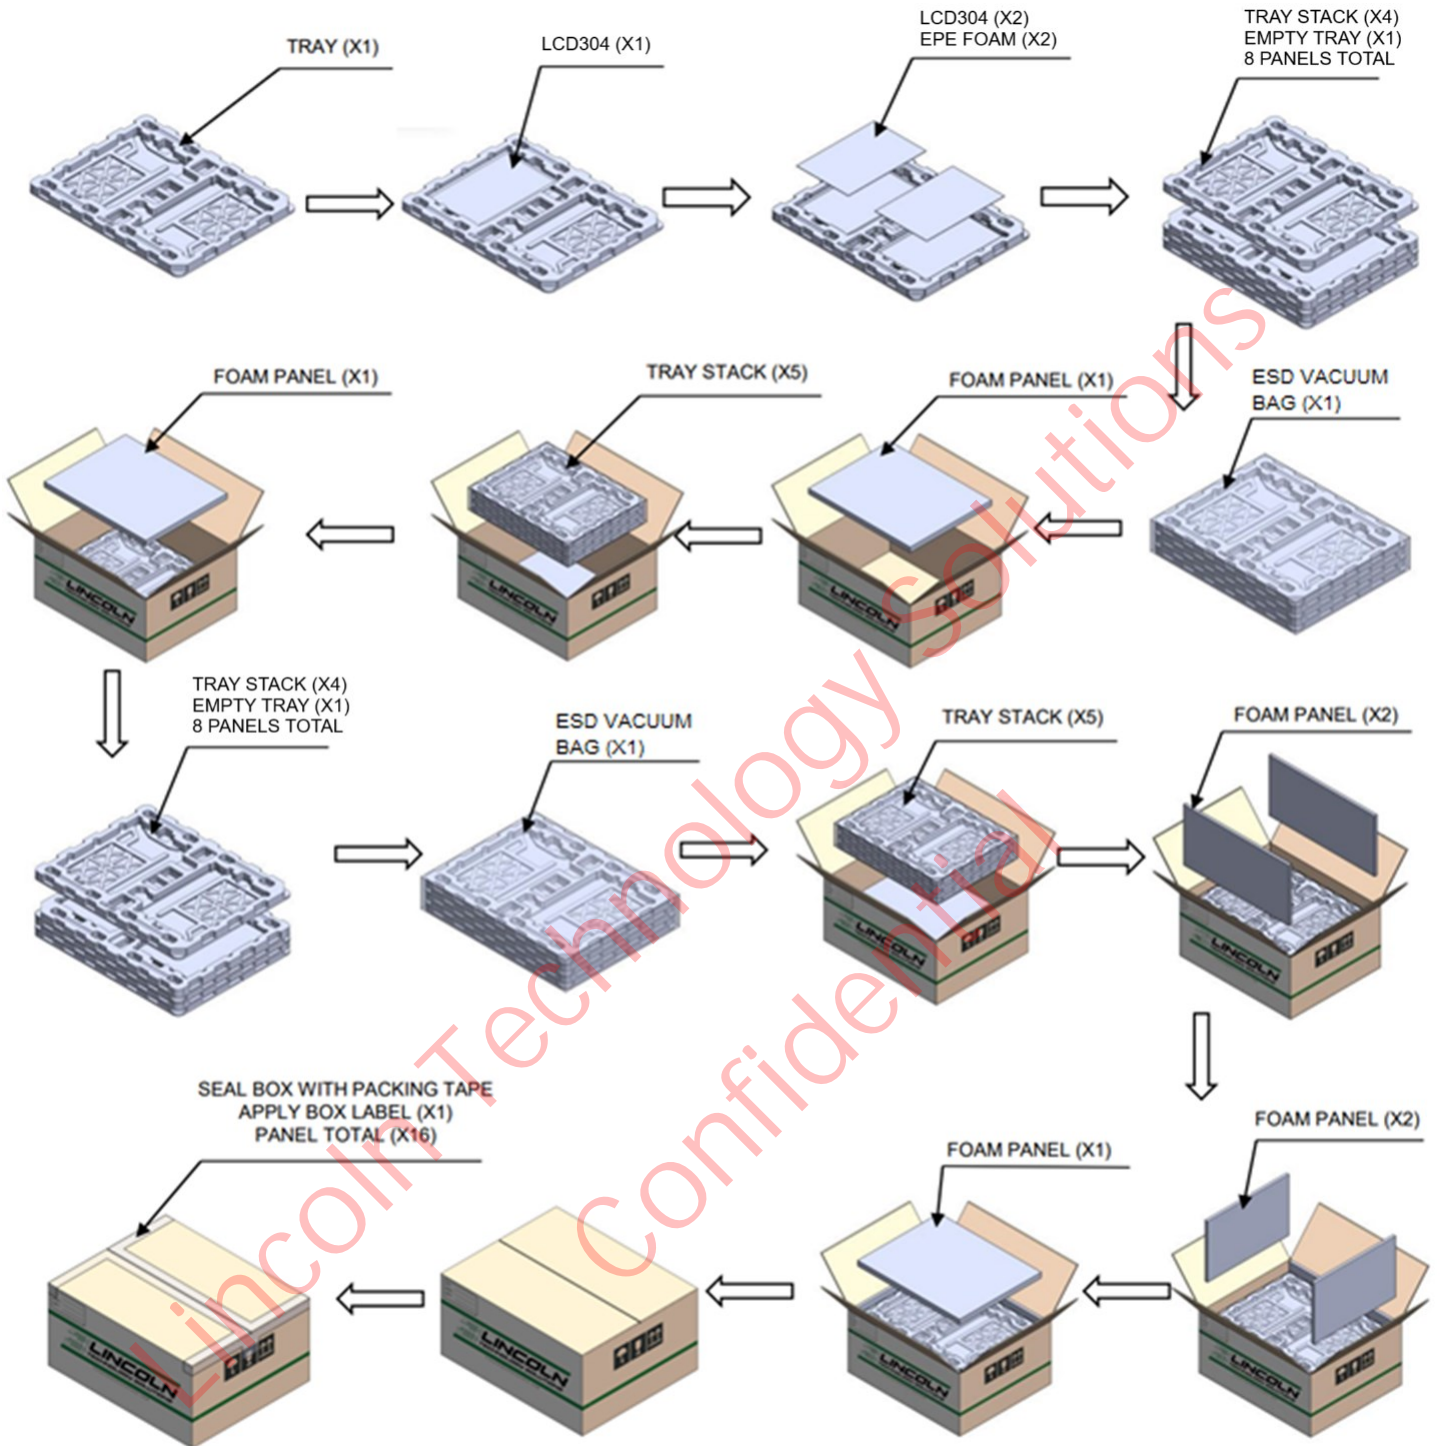 TRAY (X1)
LCD304 (X1)
LCD304 (X2)
EPE FOAM (X2)
TRAY STACK (X4)
EMPTY TRAY (X1)
8 PANELS TOTAL
FOAM PANEL (X1)
TRAY STACK (X5)
FOAM PANEL (X1)
ESD VACUUM
BAG (X1)
LINCOLN
LINCOLN
LINCOLN
TRAY STACK (X4)
EMPTY TRAY (X1)
8 PANELS TOTAL
ESD VACUUM
BAG (X1)
TRAY STACK (X5)
FOAM PANEL (X2)
LINCOLN
LINCOLN
SEAL BOX WITH PACKING TAPE
APPLY BOX LABEL (X1)
PANEL TOTAL (X16)
FOAM PANEL (X1)
FOAM PANEL (X2)
LINCOLN
LINCOLN
LINCOLN
LINCOLN
Lincoln Technology Solutions
Confidential